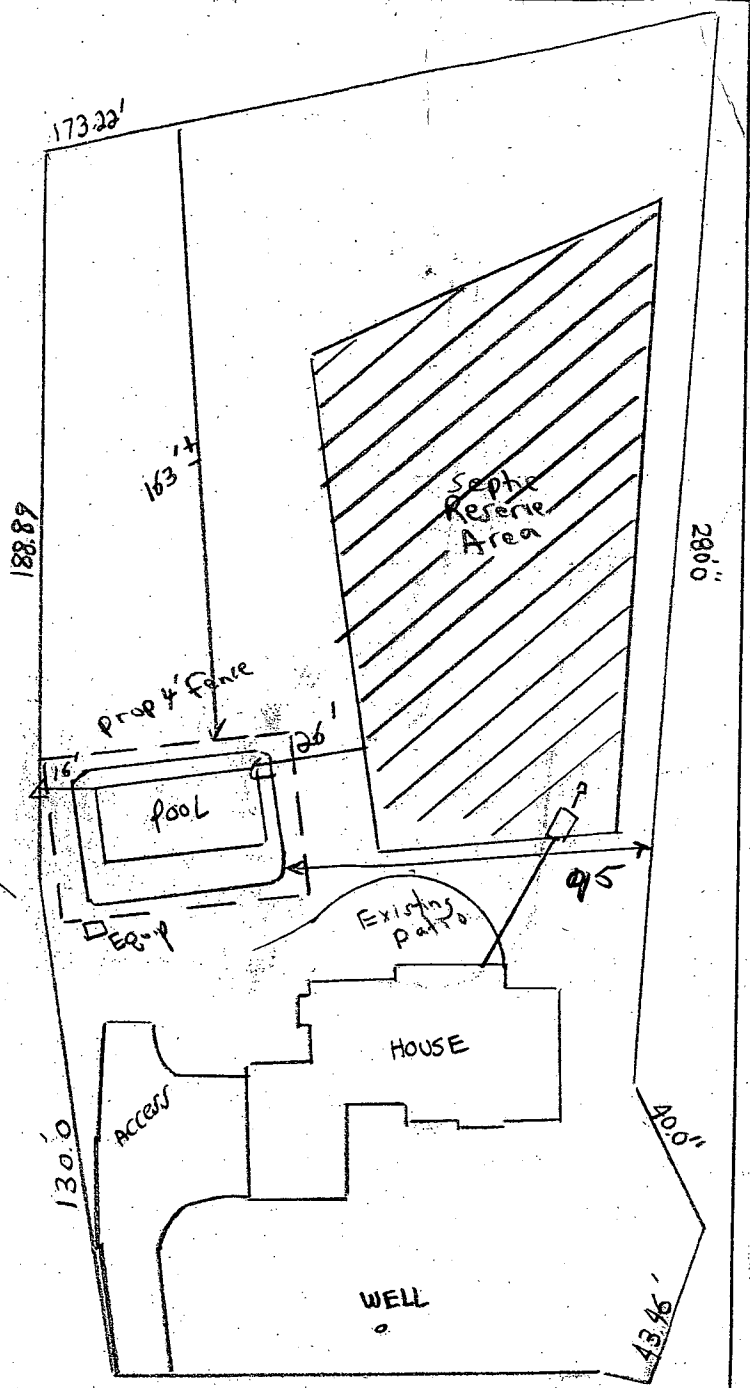 173.22'
163'±
188.89
Septic
Reserve
Area
280.0"
prop 4' Fence
16'
26'
POOL
95
Equip
Existing
Patio
HOUSE
ACCESS
130.0'
40.0"
WELL
43.96'